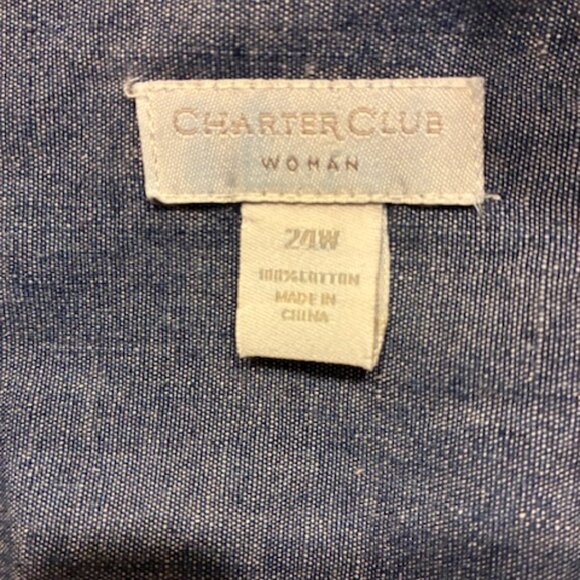 CHARTER CLUB
WOMAN
24W
100% COTTON
MADE IN
CHINA